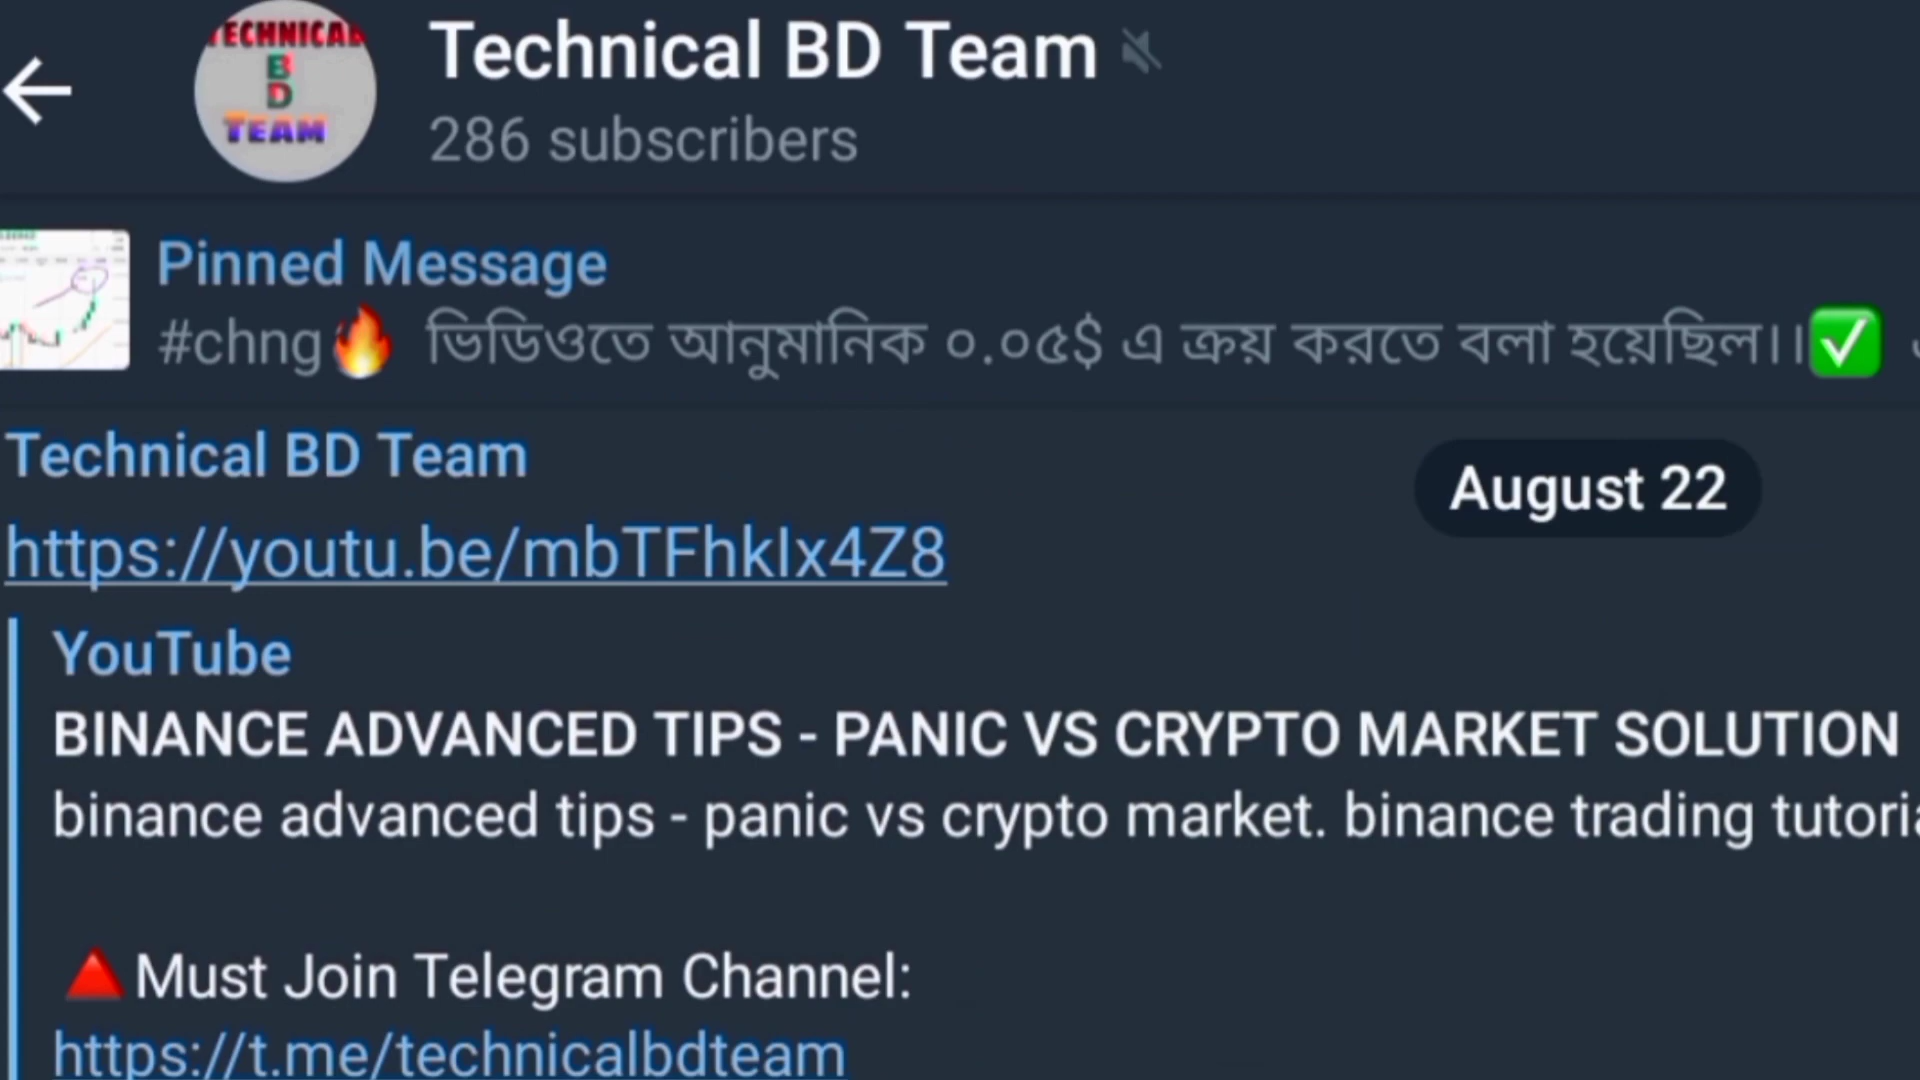 TECHNICAL
B
D
TEAM
Technical BD Team
286 subscribers
Pinned Message
#chng🔥 ভিডিওতে আনুমানিক ০.০৫$ এ ক্রয় করতে বলা হয়েছিল।।✅
Technical BD Team
August 22
https://youtu.be/mbTFhkIx4Z8
YouTube
BINANCE ADVANCED TIPS - PANIC VS CRYPTO MARKET SOLUTION
binance advanced tips - panic vs crypto market. binance trading tutoria
🔺Must Join Telegram Channel:
https://t.me/technicalbdteam